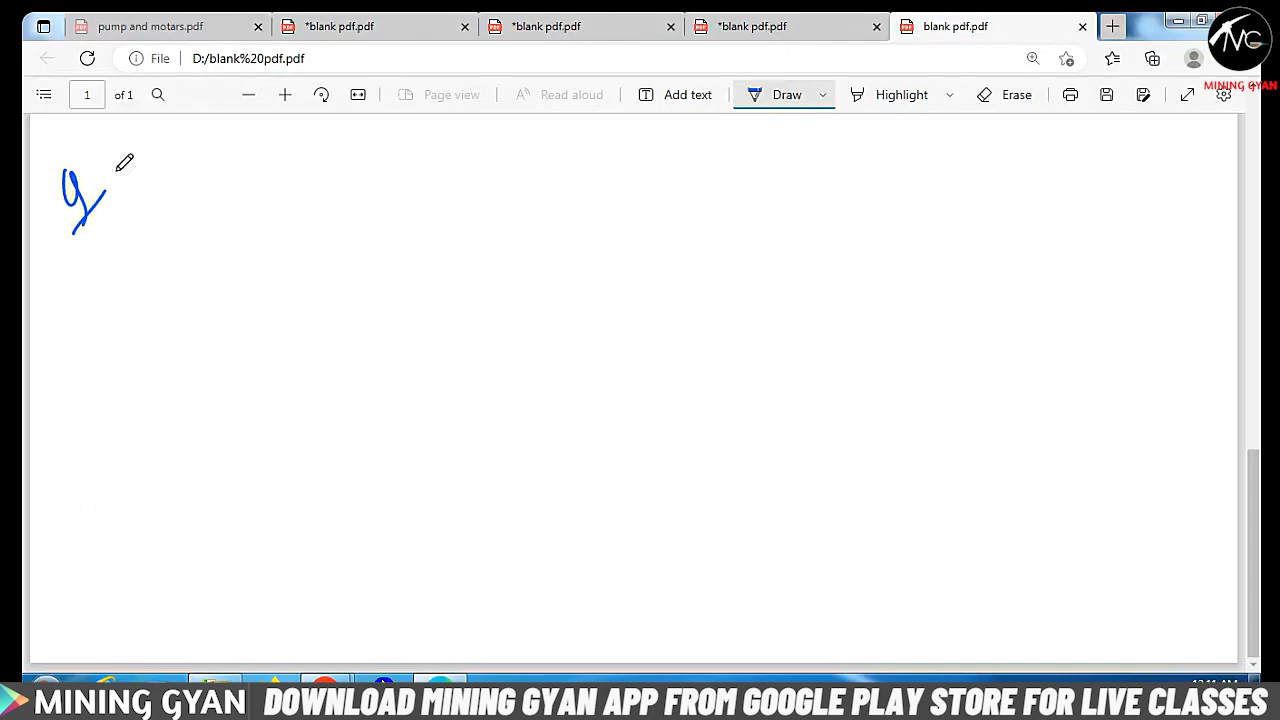 pump and motars.pdf
*blank pdf.pdf
*blank pdf.pdf
*blank pdf.pdf
blank pdf.pdf
MVG
MINING GYAN
File
D:/blank%20pdf.pdf
1 of 1
Page view
Read aloud
Add text
Draw
Highlight
Erase
MINING GYAN DOWNLOAD MINING GYAN APP FROM GOOGLE PLAY STORE FOR LIVE CLASSES